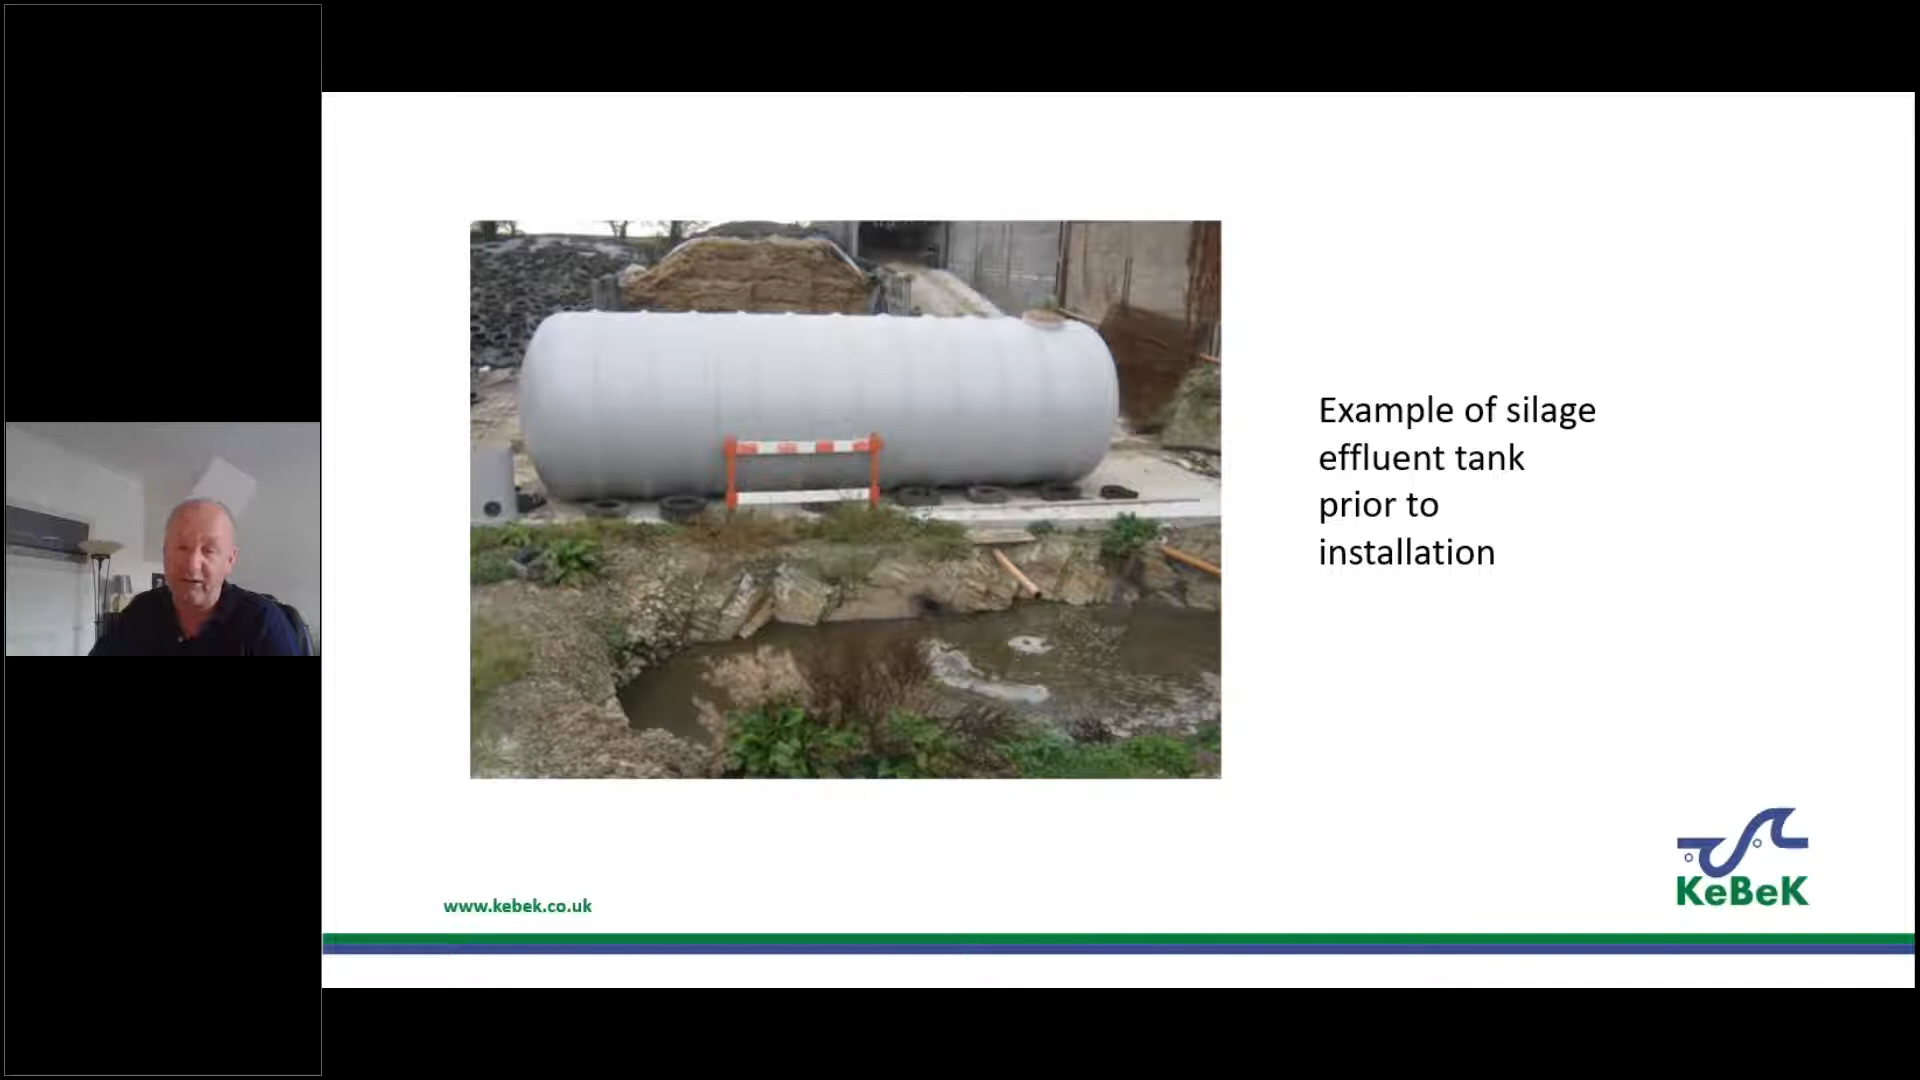 Example of silage
effluent tank
prior to
installation
www.kebek.co.uk
KeBeK